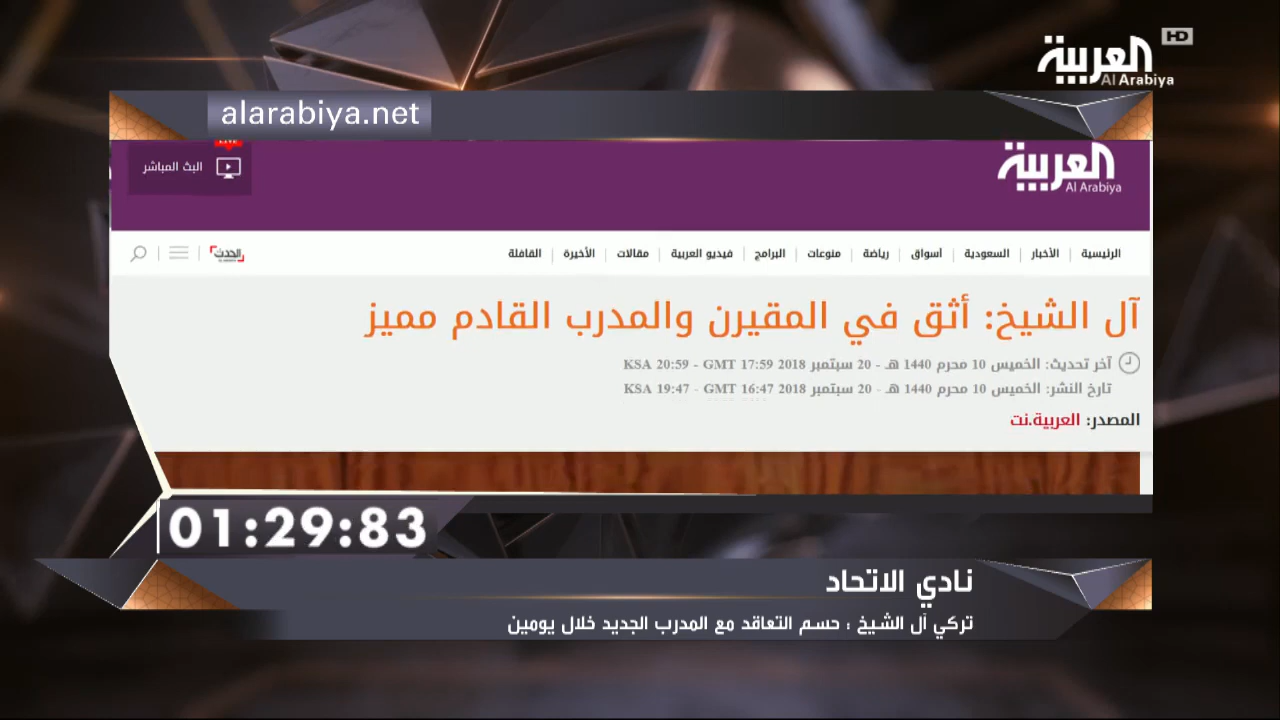 العربية HD
Al Arabiya
alarabiya.net
LIVE
البث المباشر
العربية
Al Arabiya
الرئيسية | الأخبار | السعودية | أسواق | رياضة | منوعات | البرامج | فيديو العربية | مقالات | الأخيرة | القافلة
الحدث
آل الشيخ: أثق في المقيرن والمدرب القادم مميز
آخر تحديث: الخميس 10 محرم 1440 هـ - 20 سبتمبر 2018 KSA 20:59 - GMT 17:59
تاريخ النشر: الخميس 10 محرم 1440 هـ - 20 سبتمبر 2018 KSA 19:47 - GMT 16:47
المصدر: العربية.نت
01:29:83
نادي الاتحاد
تركي آل الشيخ : حسم التعاقد مع المدرب الجديد خلال يومين